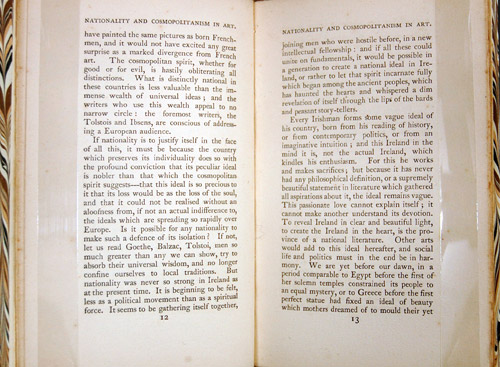 NATIONALITY AND COSMOPOLITANISM IN ART.
have painted the same pictures as born French-
men, and it would not have excited any great
surprise as a marked divergence from French
art. The cosmopolitan spirit, whether for
good or for evil, is hastily obliterating all
distinctions. What is distinctly national in
these countries is less valuable than the im-
mense wealth of universal ideas; and the
writers who use this wealth appeal to no
narrow circle: the foremost writers, the
Tolstois and Ibsens, are conscious of address-
ing a European audience.
If nationality is to justify itself in the face
of all this, it must be because the country
which preserves its individuality does so with
the profound conviction that its peculiar ideal
is nobler than that which the cosmopolitan
spirit suggests—that this ideal is so precious to
it that its loss would be as the loss of the soul,
and that it could not be realised without an
aloofness from, if not an actual indifference to,
the ideals which are spreading so rapidly over
Europe. Is it possible for any nationality to
make such a defence of its isolation? If not,
let us read Goethe, Balzac, Tolstoi, men so
much greater than any we can show, try to
absorb their universal wisdom, and no longer
confine ourselves to local traditions. But
nationality was never so strong in Ireland as
at the present time. It is beginning to be felt,
less as a political movement than as a spiritual
force. It seems to be gathering itself together,
12
NATIONALITY AND COSMOPOLITANISM IN ART.
joining men who were hostile before, in a new
intellectual fellowship: and if all these could
unite on fundamentals, it would be possible in
a generation to create a national ideal in Ire-
land, or rather to let that spirit incarnate fully
which began among the ancient peoples, which
has haunted the hearts and whispered a dim
revelation of itself through the lips of the bards
and peasant story-tellers.
Every Irishman forms some vague ideal of
his country, born from his reading of history,
or from contemporary politics, or from an
imaginative intuition; and this Ireland in the
mind it is, not the actual Ireland, which
kindles his enthusiasm. For this he works
and makes sacrifices; but because it has never
had any philosophical definition, or a supremely
beautiful statement in literature which gathered
all aspirations about it, the ideal remains vague.
This passionate love cannot explain itself; it
cannot make another understand its devotion.
To reveal Ireland in clear and beautiful light,
to create the Ireland in the heart, is the pro-
vince of a national literature. Other arts
would add to this ideal hereafter, and social
life and politics must in the end be in har-
mony. We are yet before our dawn, in a
period comparable to Egypt before the first of
her solemn temples constrained its people to
an equal mystery, or to Greece before the first
perfect statue had fixed an ideal of beauty
which mothers dreamed of to mould their yet
13